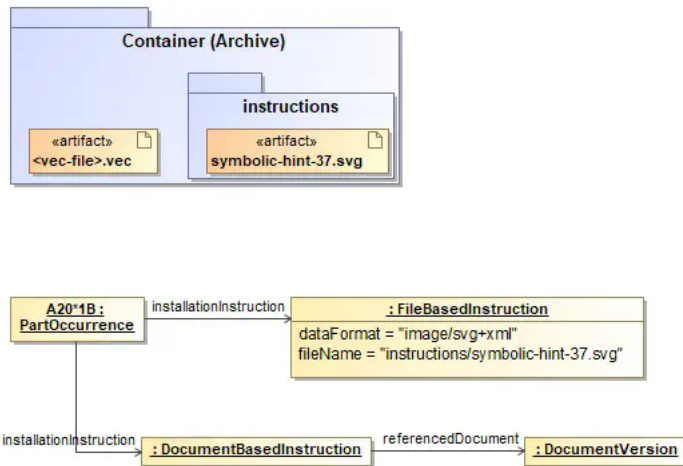 Container (Archive)
instructions
«artifact»
<vec-file>.vec
«artifact»
symbolic-hint-37.svg
A20*1B :
PartOccurrence
installationInstruction
: FileBasedInstruction
dataFormat = "image/svg+xml"
fileName = "instructions/symbolic-hint-37.svg"
installationInstruction
: DocumentBasedInstruction
referencedDocument
: DocumentVersion